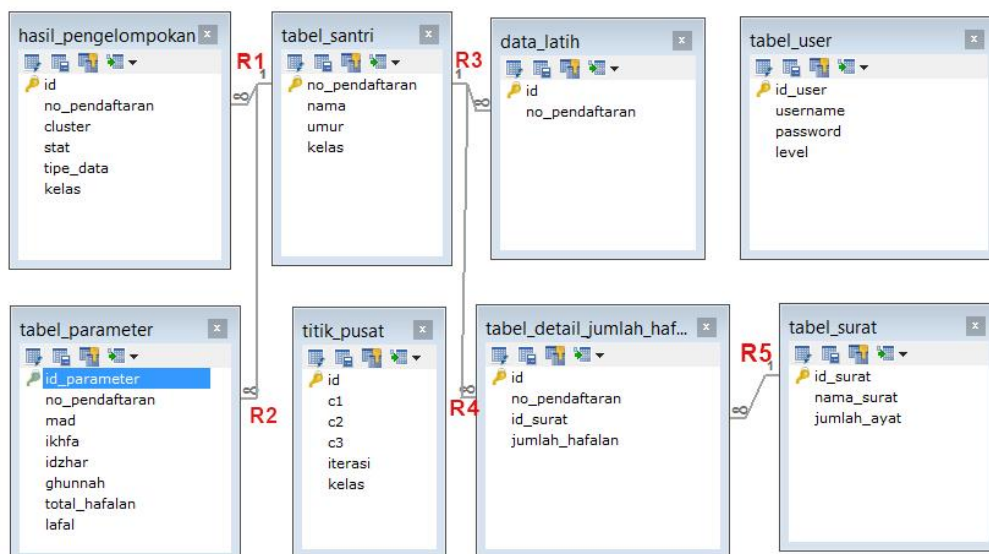 hasil_pengelompokan x
id
no_pendaftaran
cluster
stat
tipe_data
kelas
R1
1
∞
tabel_santri x
no_pendaftaran
nama
umur
kelas
R3
1
∞
data_latih x
id
no_pendaftaran
tabel_user x
id_user
username
password
level
tabel_parameter x
id_parameter
no_pendaftaran
mad
ikhfa
idzhar
ghunnah
total_hafalan
lafal
∞
R2
titik_pusat x
id
c1
c2
c3
iterasi
kelas
∞
R4
tabel_detail_jumlah_haf... x
id
no_pendaftaran
id_surat
jumlah_hafalan
R5
1
∞
tabel_surat x
id_surat
nama_surat
jumlah_ayat